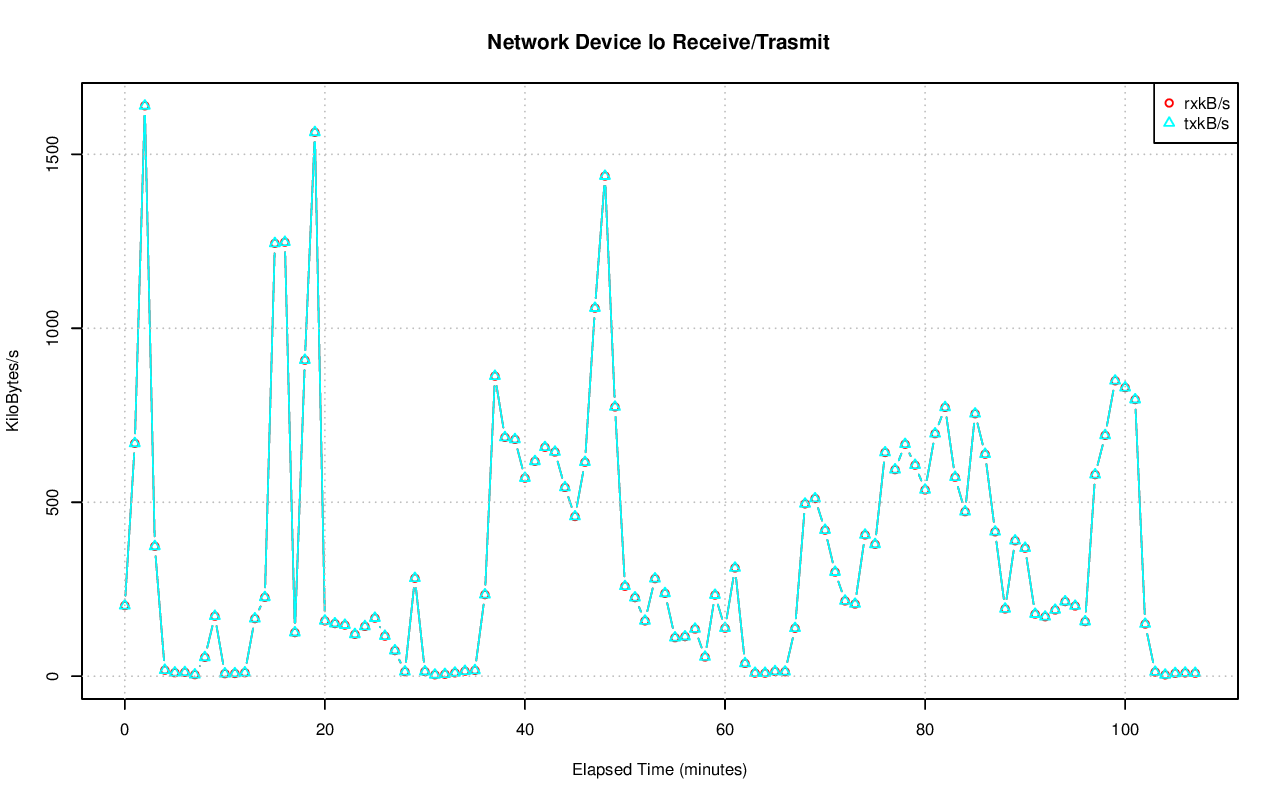 Network Device lo Receive/Trasmit
rxkB/s
txkB/s
KiloBytes/s
1500
1000
500
0
0 20 40 60 80 100
Elapsed Time (minutes)